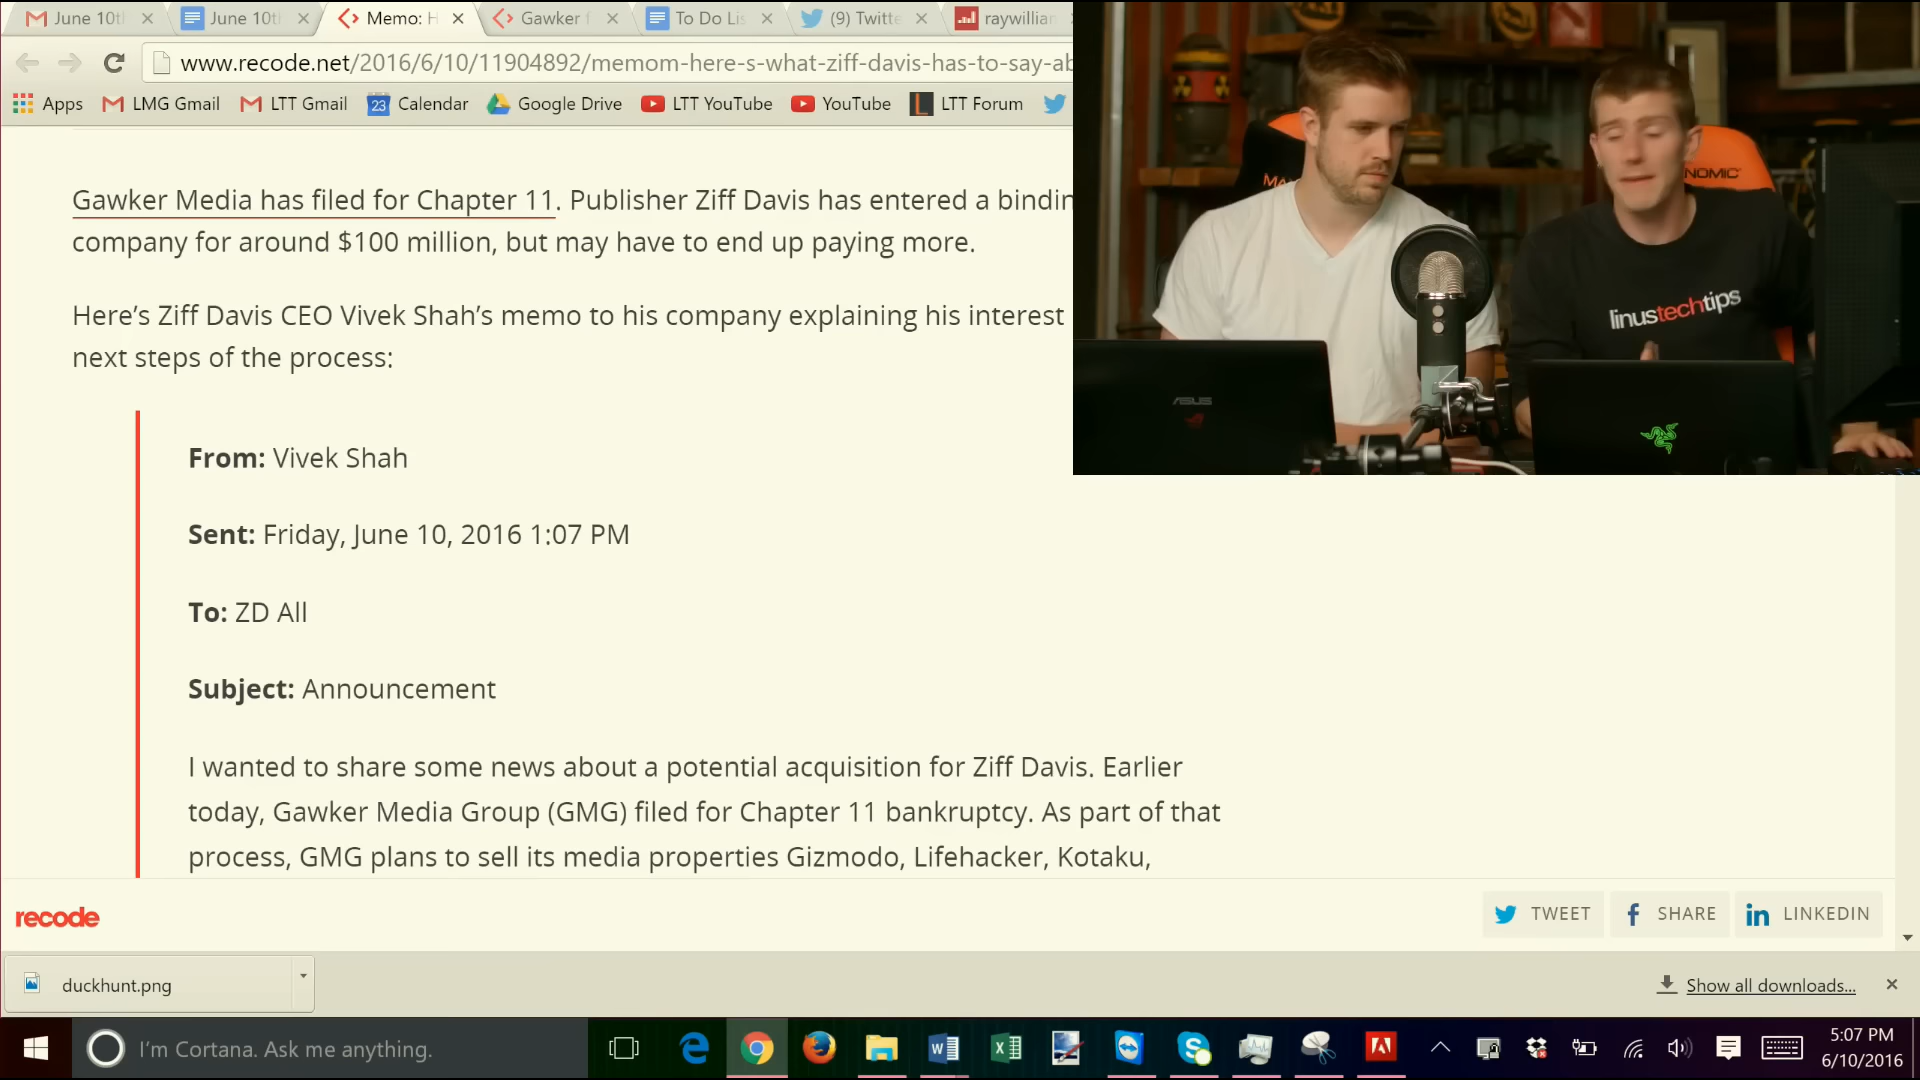 June 10t
June 10t
Memo: H
Gawker f
To Do Lis
(9) Twitte
raywillian
www.recode.net/2016/6/10/11904892/memom-here-s-what-ziff-davis-has-to-say-ab
Apps
LMG Gmail
LTT Gmail
23
Calendar
Google Drive
LTT YouTube
YouTube
LTT Forum
Gawker Media has filed for Chapter 11. Publisher Ziff Davis has entered a bindin
company for around $100 million, but may have to end up paying more.
Here's Ziff Davis CEO Vivek Shah's memo to his company explaining his interest
next steps of the process:
From: Vivek Shah
Sent: Friday, June 10, 2016 1:07 PM
To: ZD All
Subject: Announcement
I wanted to share some news about a potential acquisition for Ziff Davis. Earlier
today, Gawker Media Group (GMG) filed for Chapter 11 bankruptcy. As part of that
process, GMG plans to sell its media properties Gizmodo, Lifehacker, Kotaku,
NOMIC
linustechtips
ASUS
recode
TWEET
SHARE
LINKEDIN
duckhunt.png
Show all downloads...
I'm Cortana. Ask me anything.
5:07 PM
6/10/2016